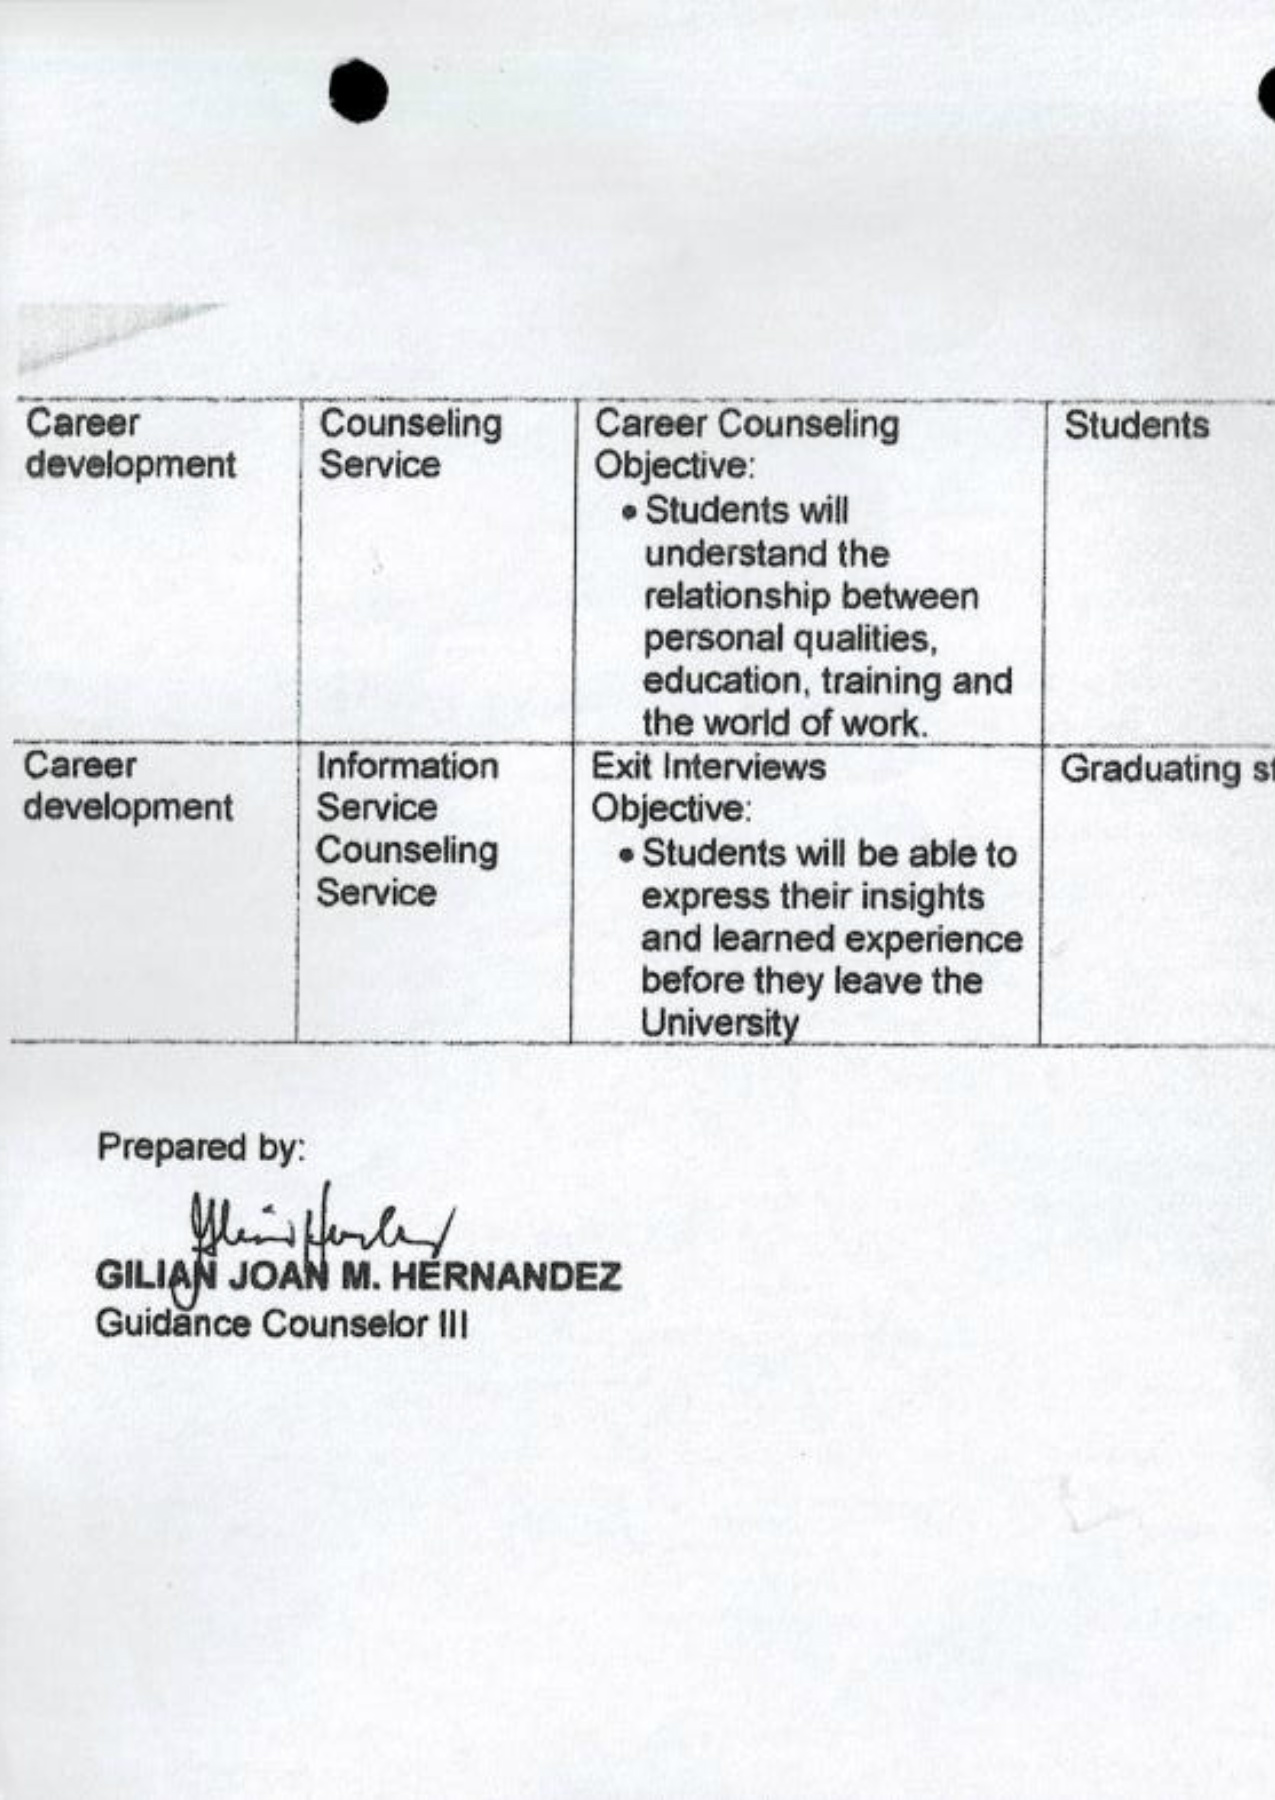 Career
development
Counseling
Service
Career Counseling
Objective:
• Students will
understand the
relationship between
personal qualities,
education, training and
the world of work.
Students
Career
development
Information
Service
Counseling
Service
Exit Interviews
Objective:
• Students will be able to
express their insights
and learned experience
before they leave the
University
Graduating
Prepared by:
GILIAN JOAN M. HERNANDEZ
Guidance Counselor III